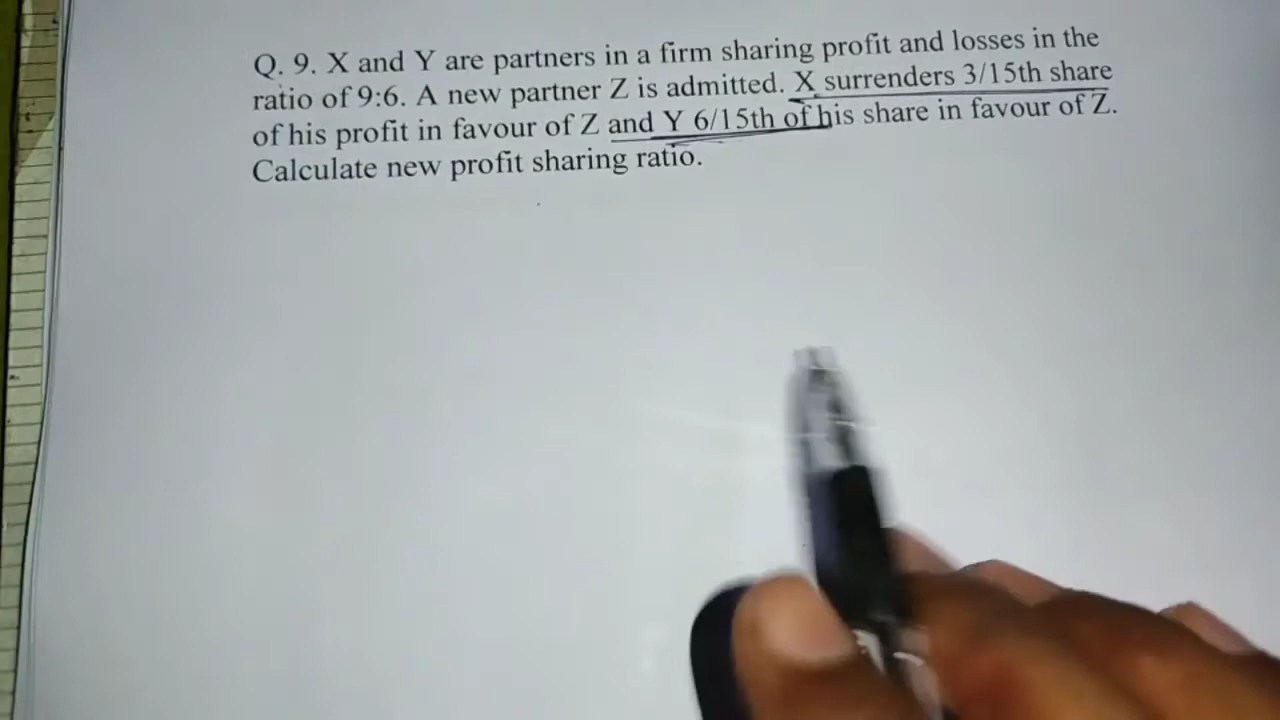 Q. 9. X and Y are partners in a firm sharing profit and losses in the
ratio of 9:6. A new partner Z is admitted. X surrenders 3/15th share
of his profit in favour of Z and Y 6/15th of his share in favour of Z.
Calculate new profit sharing ratio.